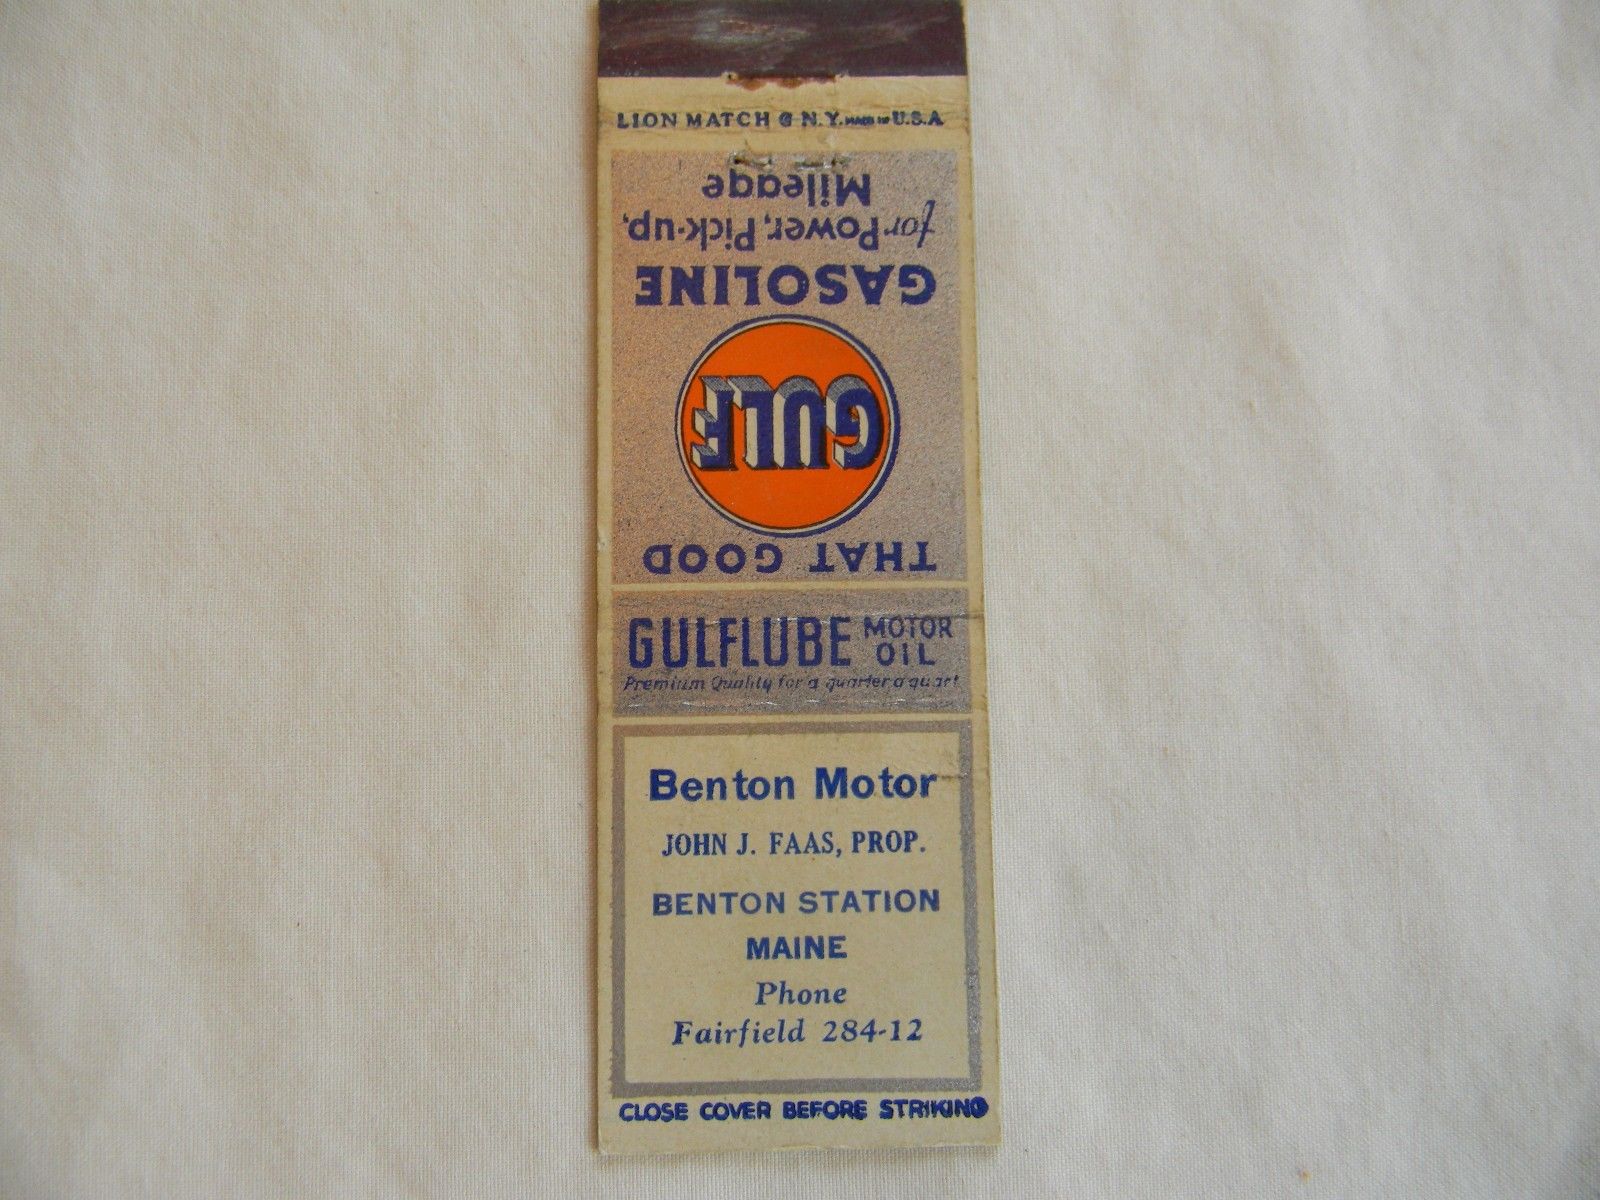 LION MATCH Co N.Y. MADE IN U.S.A
THAT GOOD
GULF
GASOLINE
for Power, Pick-up,
Mileage
GULFLUBE MOTOR OIL
Premium Quality for a quarter a quart
Benton Motor
JOHN J. FAAS, PROP.
BENTON STATION
MAINE
Phone
Fairfield 284-12
CLOSE COVER BEFORE STRIKING